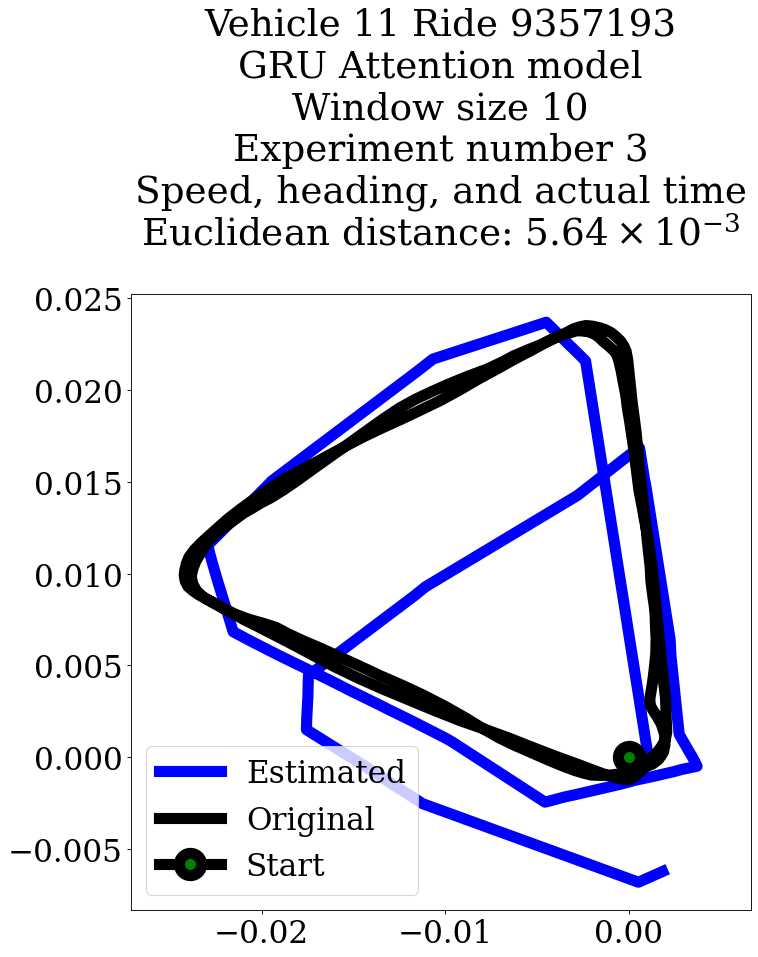 Vehicle 11 Ride 9357193
GRU Attention model
Window size 10
Experiment number 3
Speed, heading, and actual time
Euclidean distance: 5.64 × 10⁻³
0.025
0.020
0.015
0.010
0.005
0.000
−0.005
Estimated
Original
Start
−0.02
−0.01
0.00